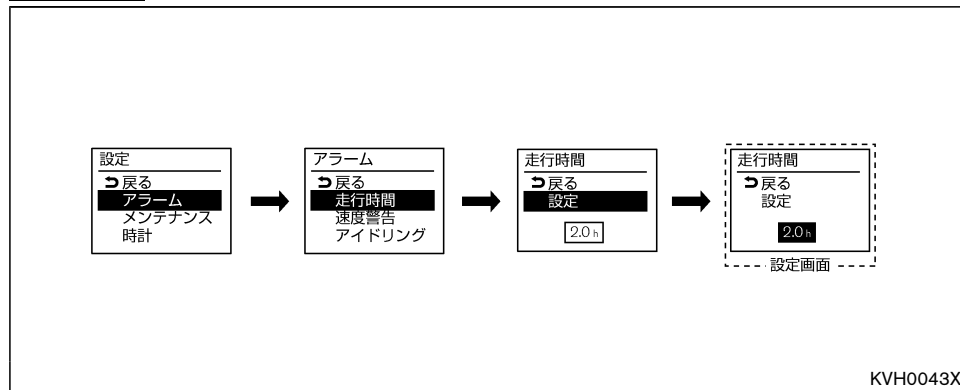 設定
⮌戻る
アラーム
メンテナンス
時計
アラーム
⮌戻る
走行時間
速度警告
アイドリング
走行時間
⮌戻る
設定
2.0 h
走行時間
⮌戻る
設定
2.0 h
設定画面
KVH0043X